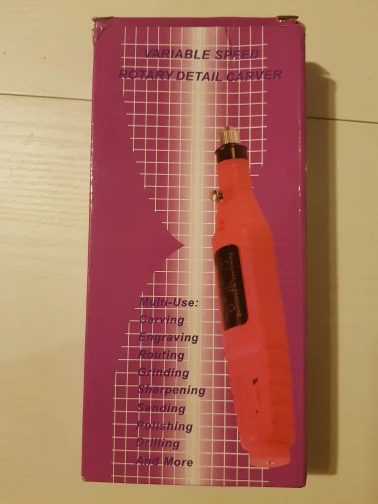 VARIABLE SPEED
ROTARY DETAIL CARVER
Multi-Use:
Carving
Engraving
Routing
Grinding
Sharpening
Sanding
Polishing
Drilling
And More